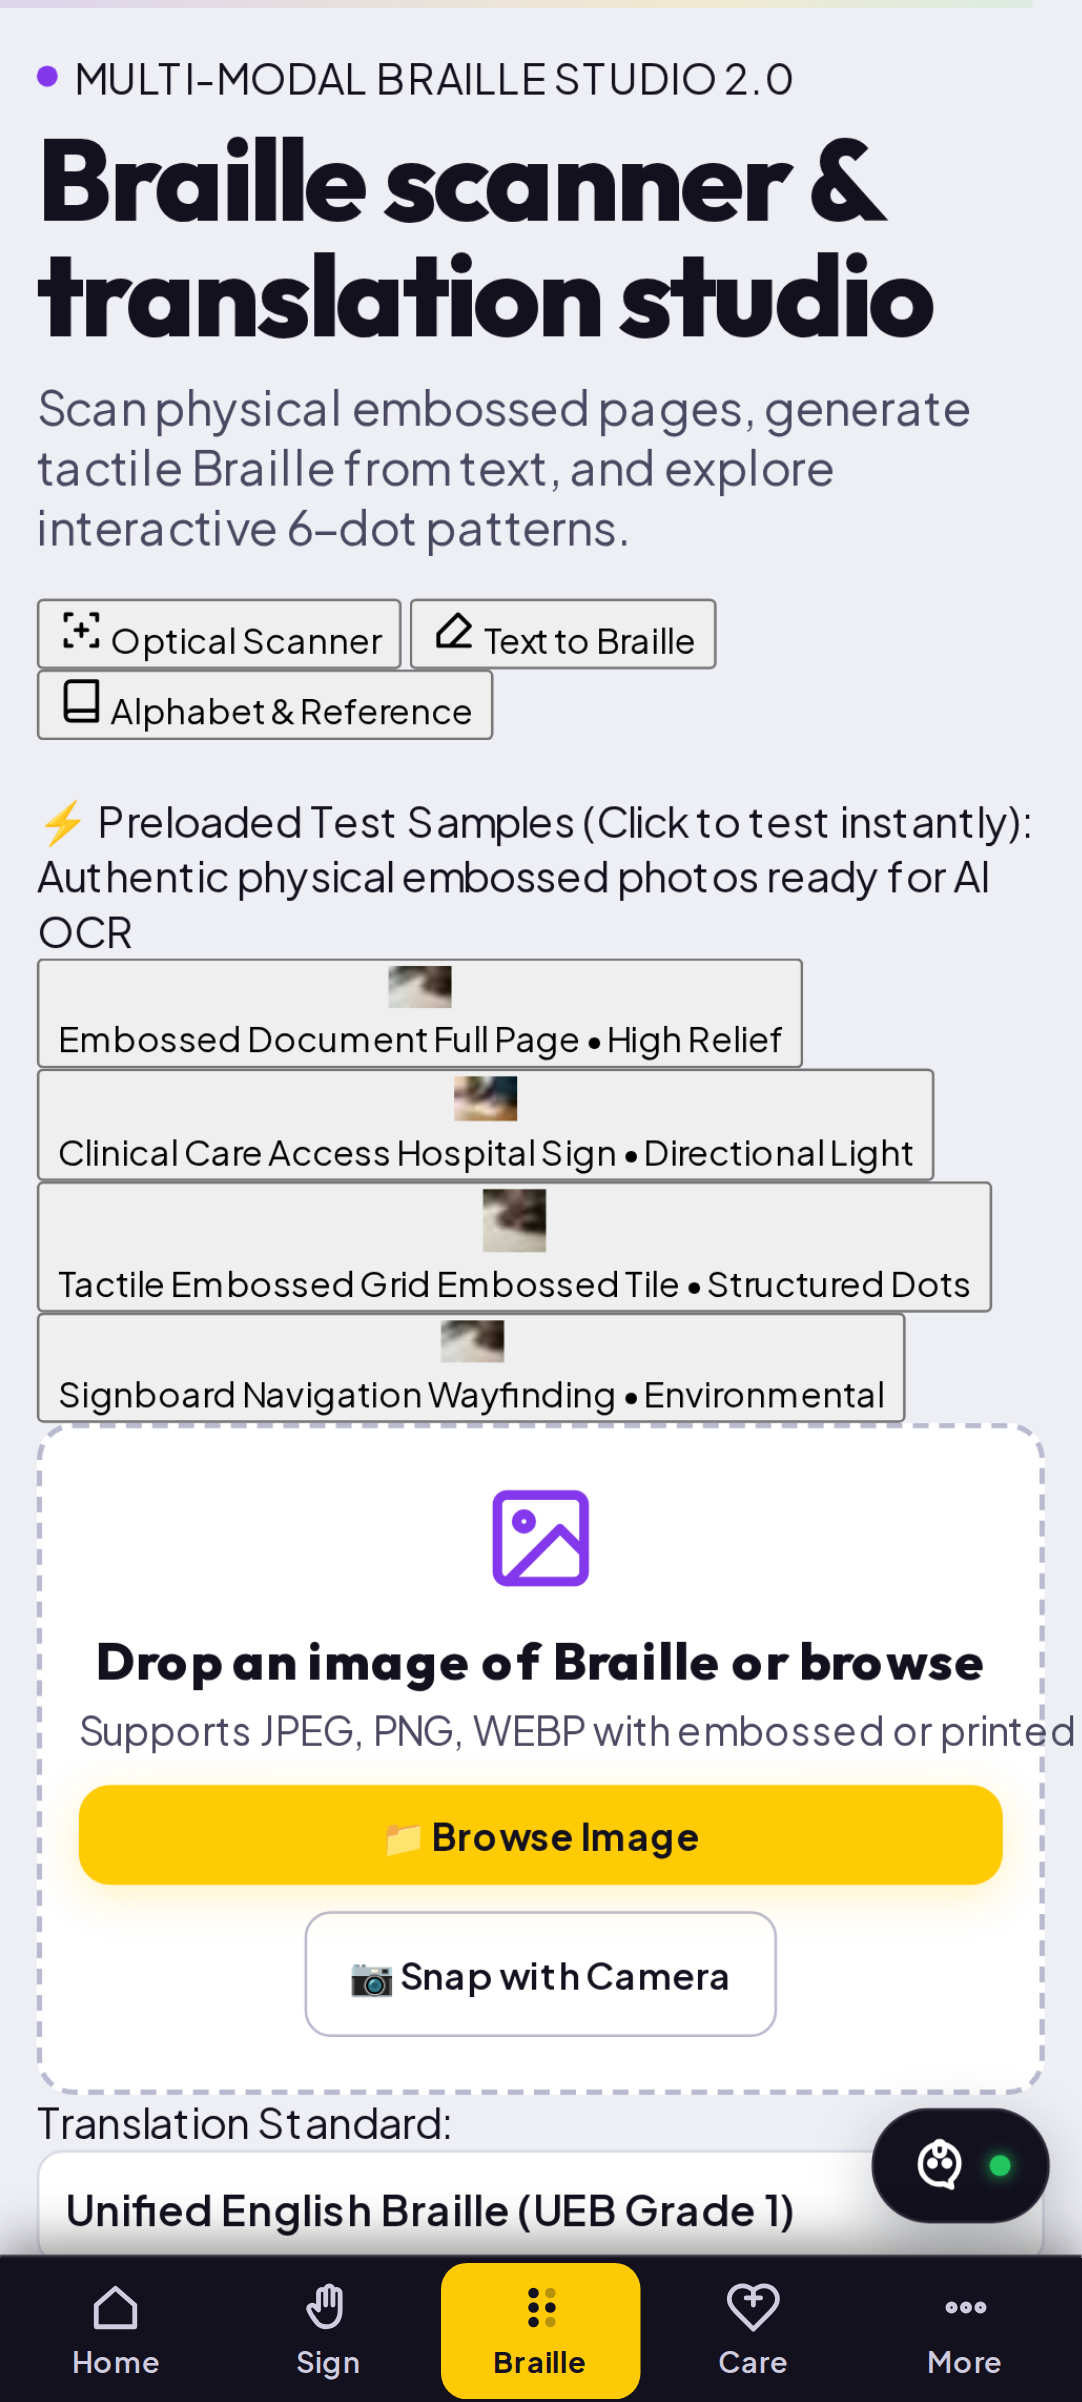 MULTI-MODAL BRAILLE STUDIO 2.0
Braille scanner &
translation studio
Scan physical embossed pages, generate
tactile Braille from text, and explore
interactive 6-dot patterns.
Optical Scanner
Text to Braille
Alphabet & Reference
⚡ Preloaded Test Samples (Click to test instantly):
Authentic physical embossed photos ready for AI
OCR
Embossed Document Full Page • High Relief
Clinical Care Access Hospital Sign • Directional Light
Tactile Embossed Grid Embossed Tile • Structured Dots
Signboard Navigation Wayfinding • Environmental
Drop an image of Braille or browse
Supports JPEG, PNG, WEBP with embossed or printed
📁 Browse Image
📷 Snap with Camera
Translation Standard:
Unified English Braille (UEB Grade 1)
Home
Sign
Braille
Care
More